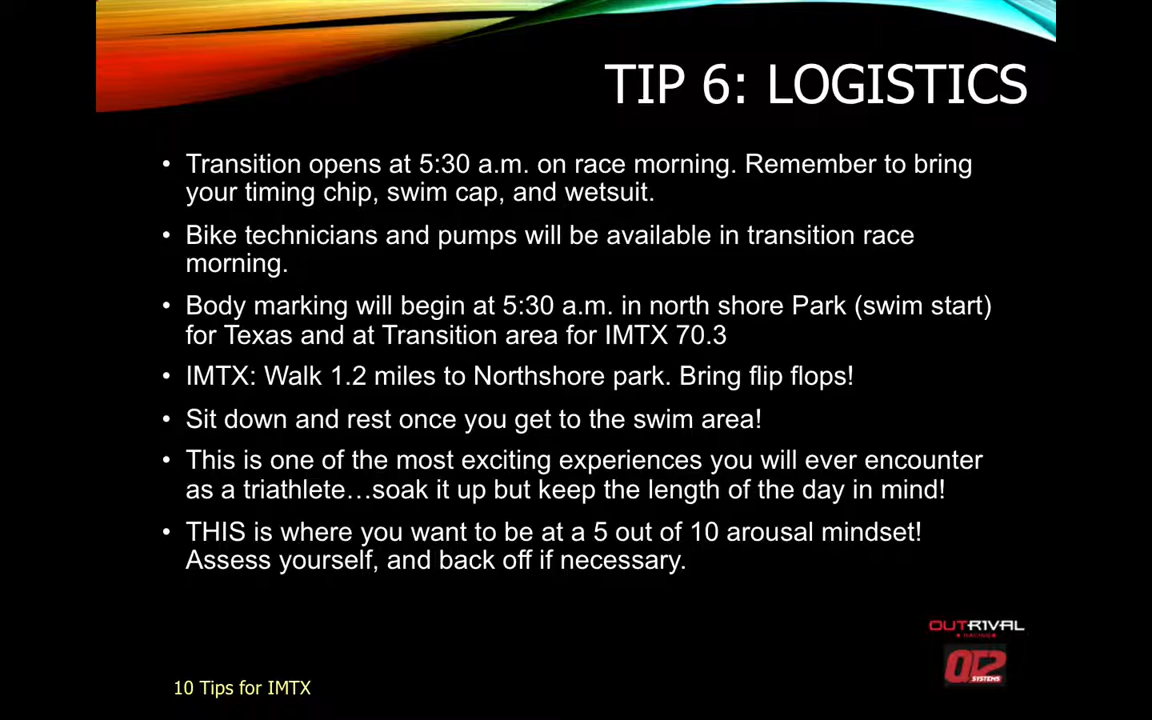 TIP 6: LOGISTICS
• Transition opens at 5:30 a.m. on race morning. Remember to bring
your timing chip, swim cap, and wetsuit.
• Bike technicians and pumps will be available in transition race
morning.
• Body marking will begin at 5:30 a.m. in north shore Park (swim start)
for Texas and at Transition area for IMTX 70.3
• IMTX: Walk 1.2 miles to Northshore park. Bring flip flops!
• Sit down and rest once you get to the swim area!
• This is one of the most exciting experiences you will ever encounter
as a triathlete…soak it up but keep the length of the day in mind!
• THIS is where you want to be at a 5 out of 10 arousal mindset!
Assess yourself, and back off if necessary.
OUTR1VAL
RACING
OTP
SYSTEMS
10 Tips for IMTX